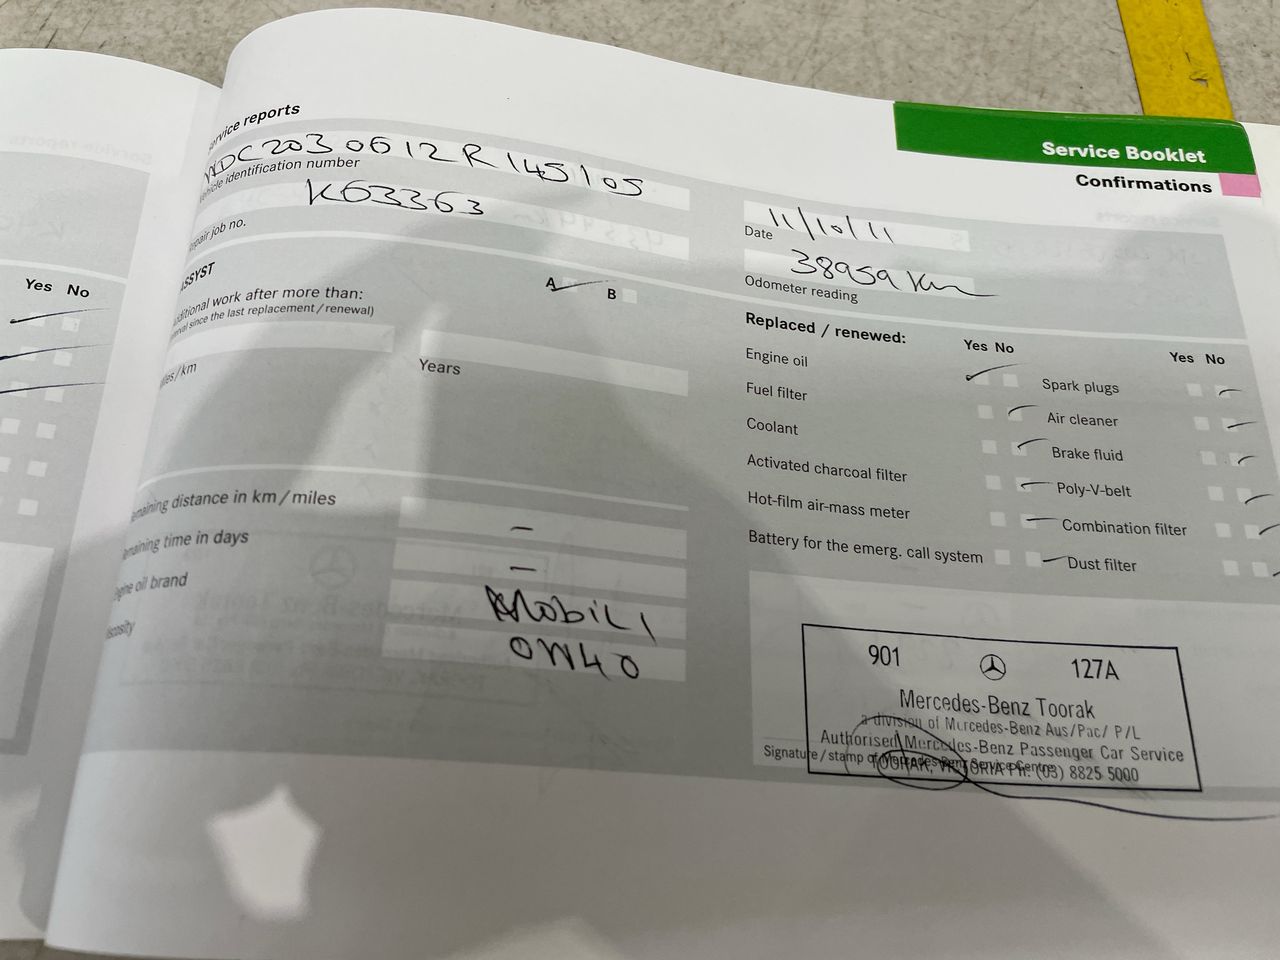 Service Booklet
Confirmations
Service reports
WDC2030612R145105
Vehicle identification number
K63363
Repair job no.
11/10/11
Date
38959 Km
Odometer reading
ASSYST
A
B
Additional work after more than:
(interval since the last replacement / renewal)
Miles / km
Years
Remaining distance in km / miles
–
Remaining time in days
–
Engine oil brand
Mobil 1
Viscosity
0W40
Replaced / renewed:
Yes No
Yes No
Engine oil
Spark plugs
Fuel filter
Air cleaner
Coolant
Brake fluid
Activated charcoal filter
Poly-V-belt
Hot-film air-mass meter
Combination filter
Battery for the emerg. call system
Dust filter
901 127A
Mercedes-Benz Toorak
a division of Mercedes-Benz Aus/Pac/ P/L
Authorised Mercedes-Benz Passenger Car Service
TOORAK, VICTORIA PH: (03) 8825 5000
Signature / stamp of Mercedes-Benz Service Centre
Yes No